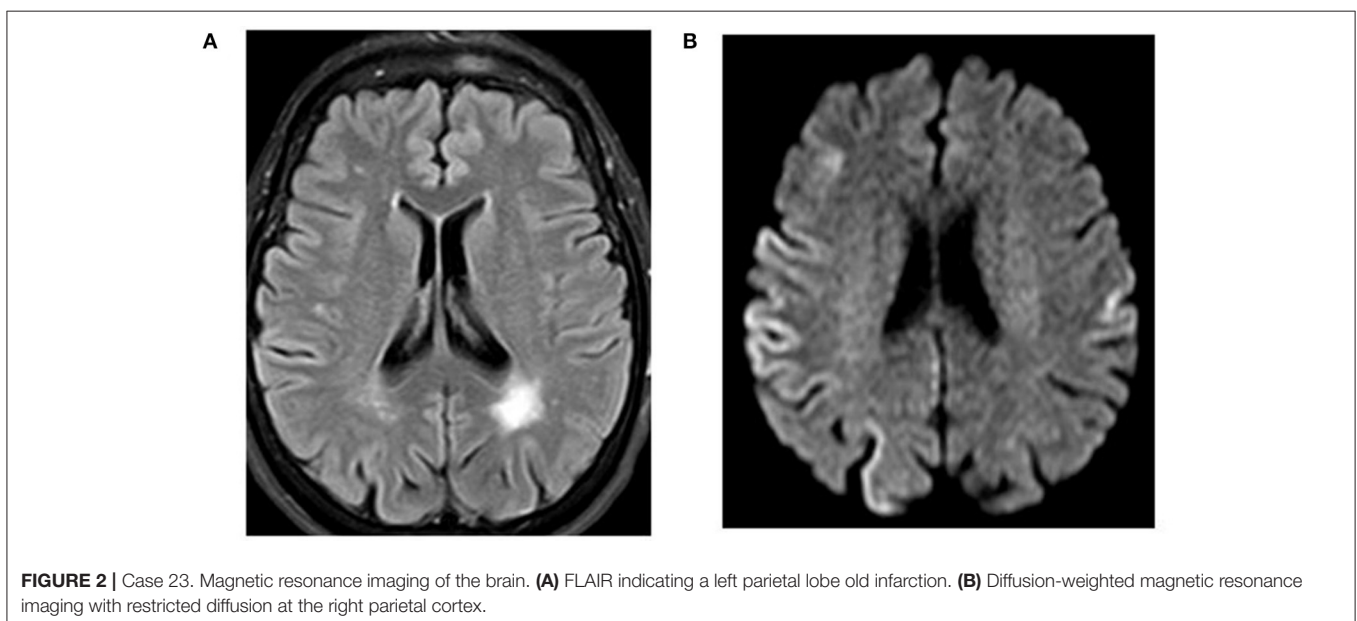 A
B
FIGURE 2 | Case 23. Magnetic resonance imaging of the brain. (A) FLAIR indicating a left parietal lobe old infarction. (B) Diffusion-weighted magnetic resonance
imaging with restricted diffusion at the right parietal cortex.